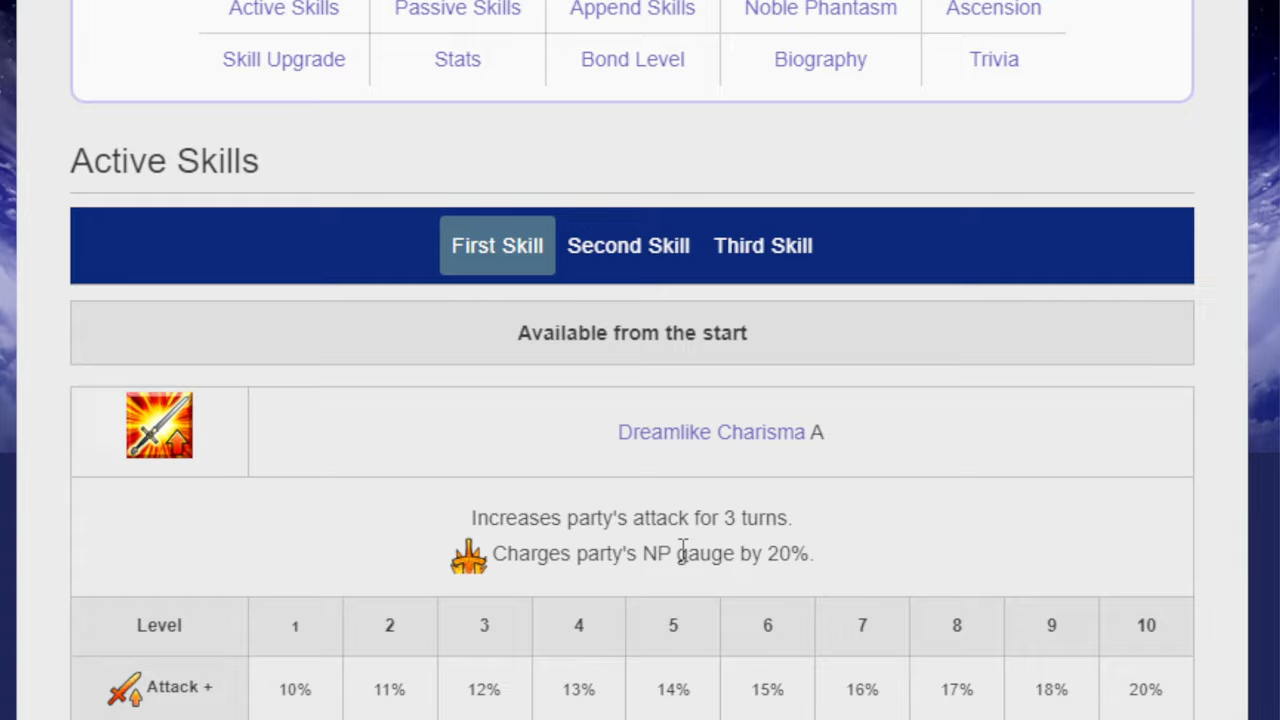 Active Skills Passive Skills Append Skills Noble Phantasm Ascension
Skill Upgrade Stats Bond Level Biography Trivia
Active Skills
First Skill Second Skill Third Skill
Available from the start
Dreamlike Charisma A
Increases party's attack for 3 turns.
Charges party's NP gauge by 20%.
Level 1 2 3 4 5 6 7 8 9 10
Attack + 10% 11% 12% 13% 14% 15% 16% 17% 18% 20%